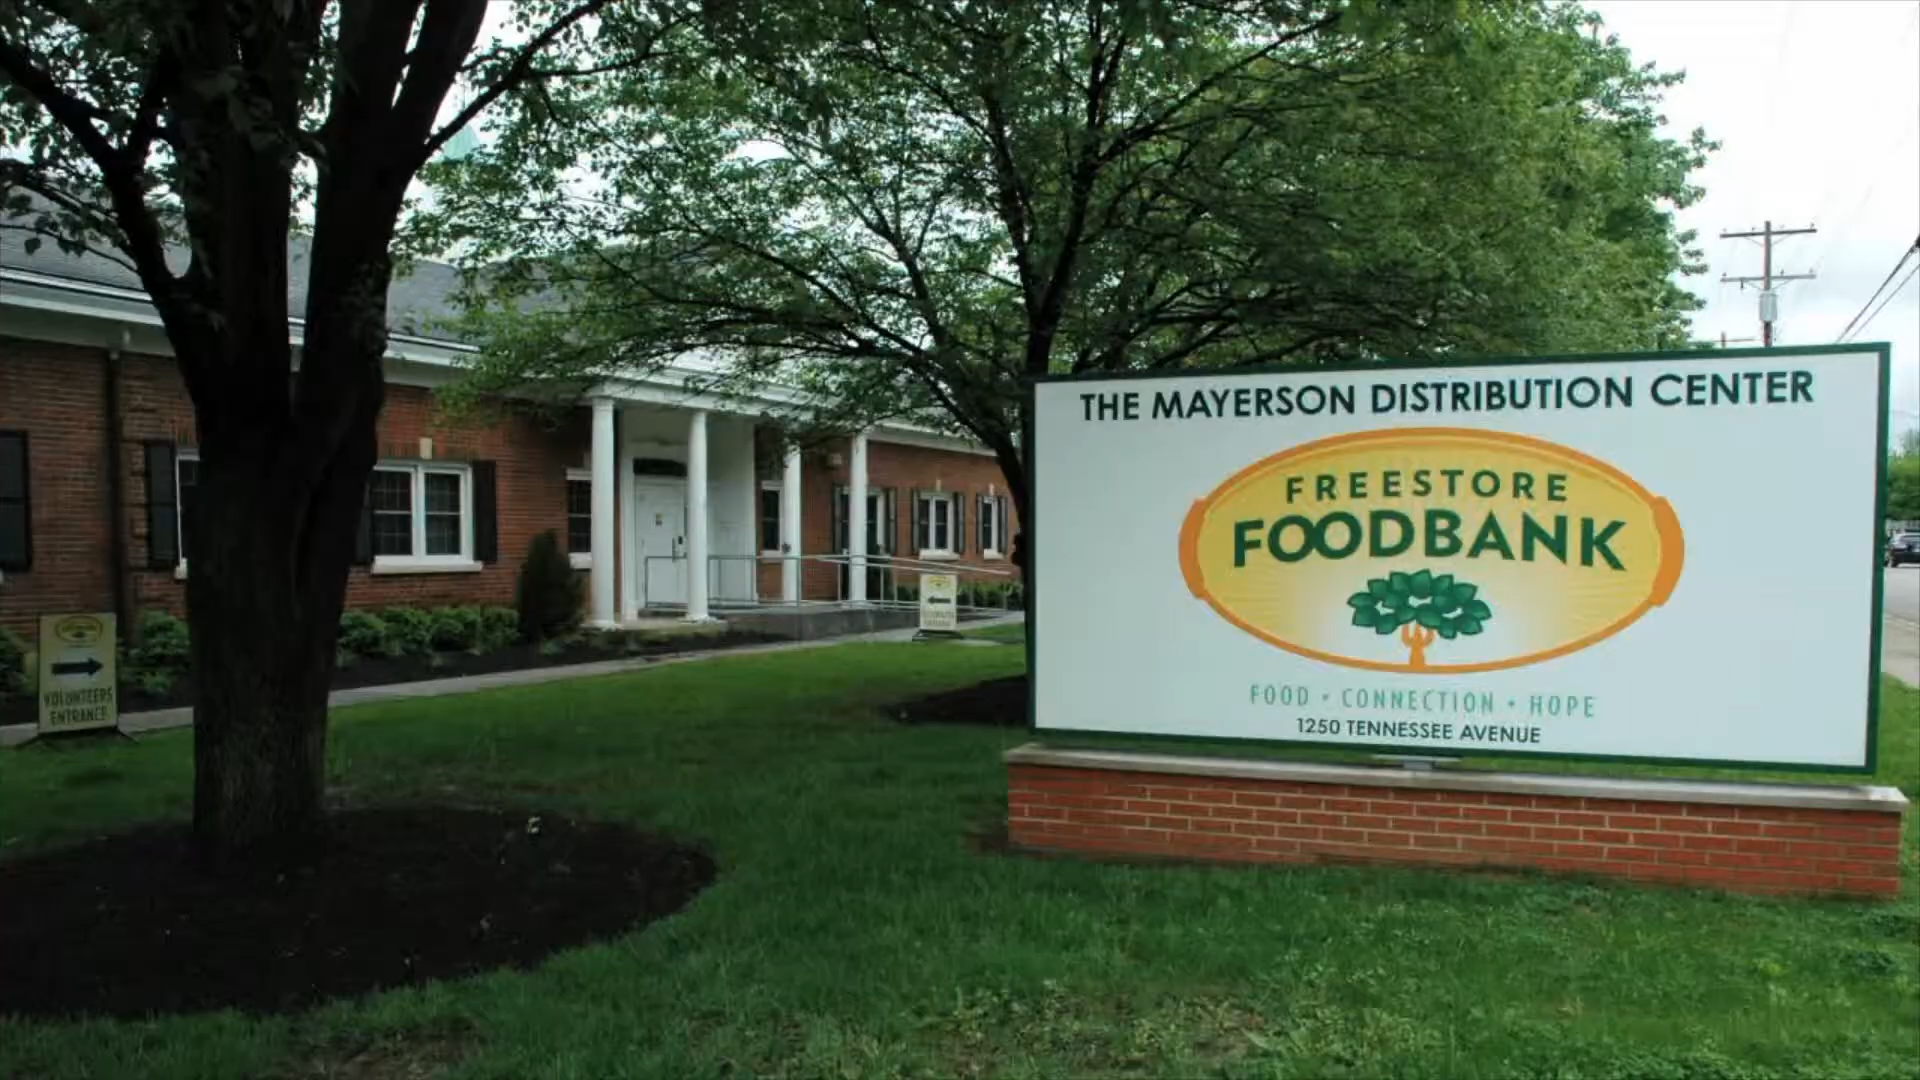 THE MAYERSON DISTRIBUTION CENTER
FREESTORE
FOODBANK
FOOD • CONNECTION • HOPE
1250 TENNESSEE AVENUE
VOLUNTEERS
ENTRANCE